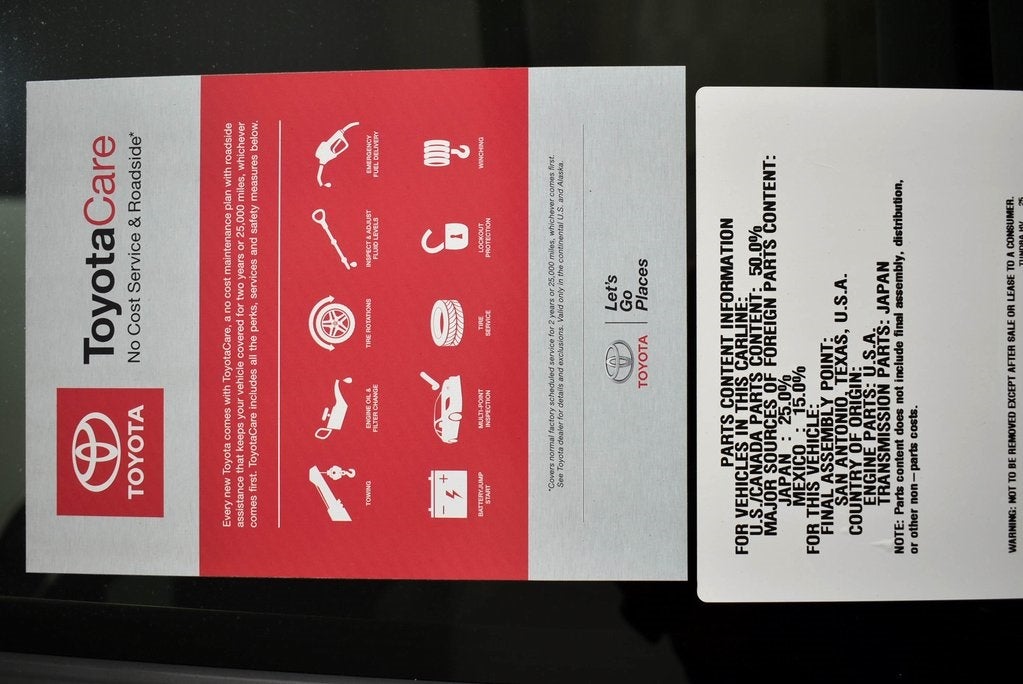 TOYOTA
ToyotaCare
No Cost Service & Roadside*
Every new Toyota comes with ToyotaCare, a no cost maintenance plan with roadside
assistance that keeps your vehicle covered for two years or 25,000 miles, whichever
comes first. ToyotaCare includes all the perks, services and safety measures below.
TOWING
ENGINE OIL &
FILTER CHANGE
TIRE ROTATIONS
INSPECT & ADJUST
FLUID LEVELS
EMERGENCY
FUEL DELIVERY
BATTERY/JUMP
START
MULTI-POINT
INSPECTION
TIRE
SERVICE
LOCKOUT
PROTECTION
WINCHING
*Covers normal factory scheduled service for 2 years or 25,000 miles, whichever comes first.
See Toyota dealer for details and exclusions. Valid only in the continental U.S. and Alaska.
TOYOTA
Let's
Go
Places
PARTS CONTENT INFORMATION
FOR VEHICLES IN THIS CARLINE:
U.S./CANADA PARTS CONTENT: 50.0%
MAJOR SOURCES OF FOREIGN PARTS CONTENT:
JAPAN : 25.0%
MEXICO : 15.0%
FOR THIS VEHICLE:
FINAL ASSEMBLY POINT:
SAN ANTONIO, TEXAS, U.S.A.
COUNTRY OF ORIGIN:
ENGINE PARTS: U.S.A.
TRANSMISSION PARTS: JAPAN
NOTE: Parts content does not include final assembly, distribution,
or other non-parts costs.
WARNING: NOT TO BE REMOVED EXCEPT AFTER SALE OR LEASE TO A CONSUMER.